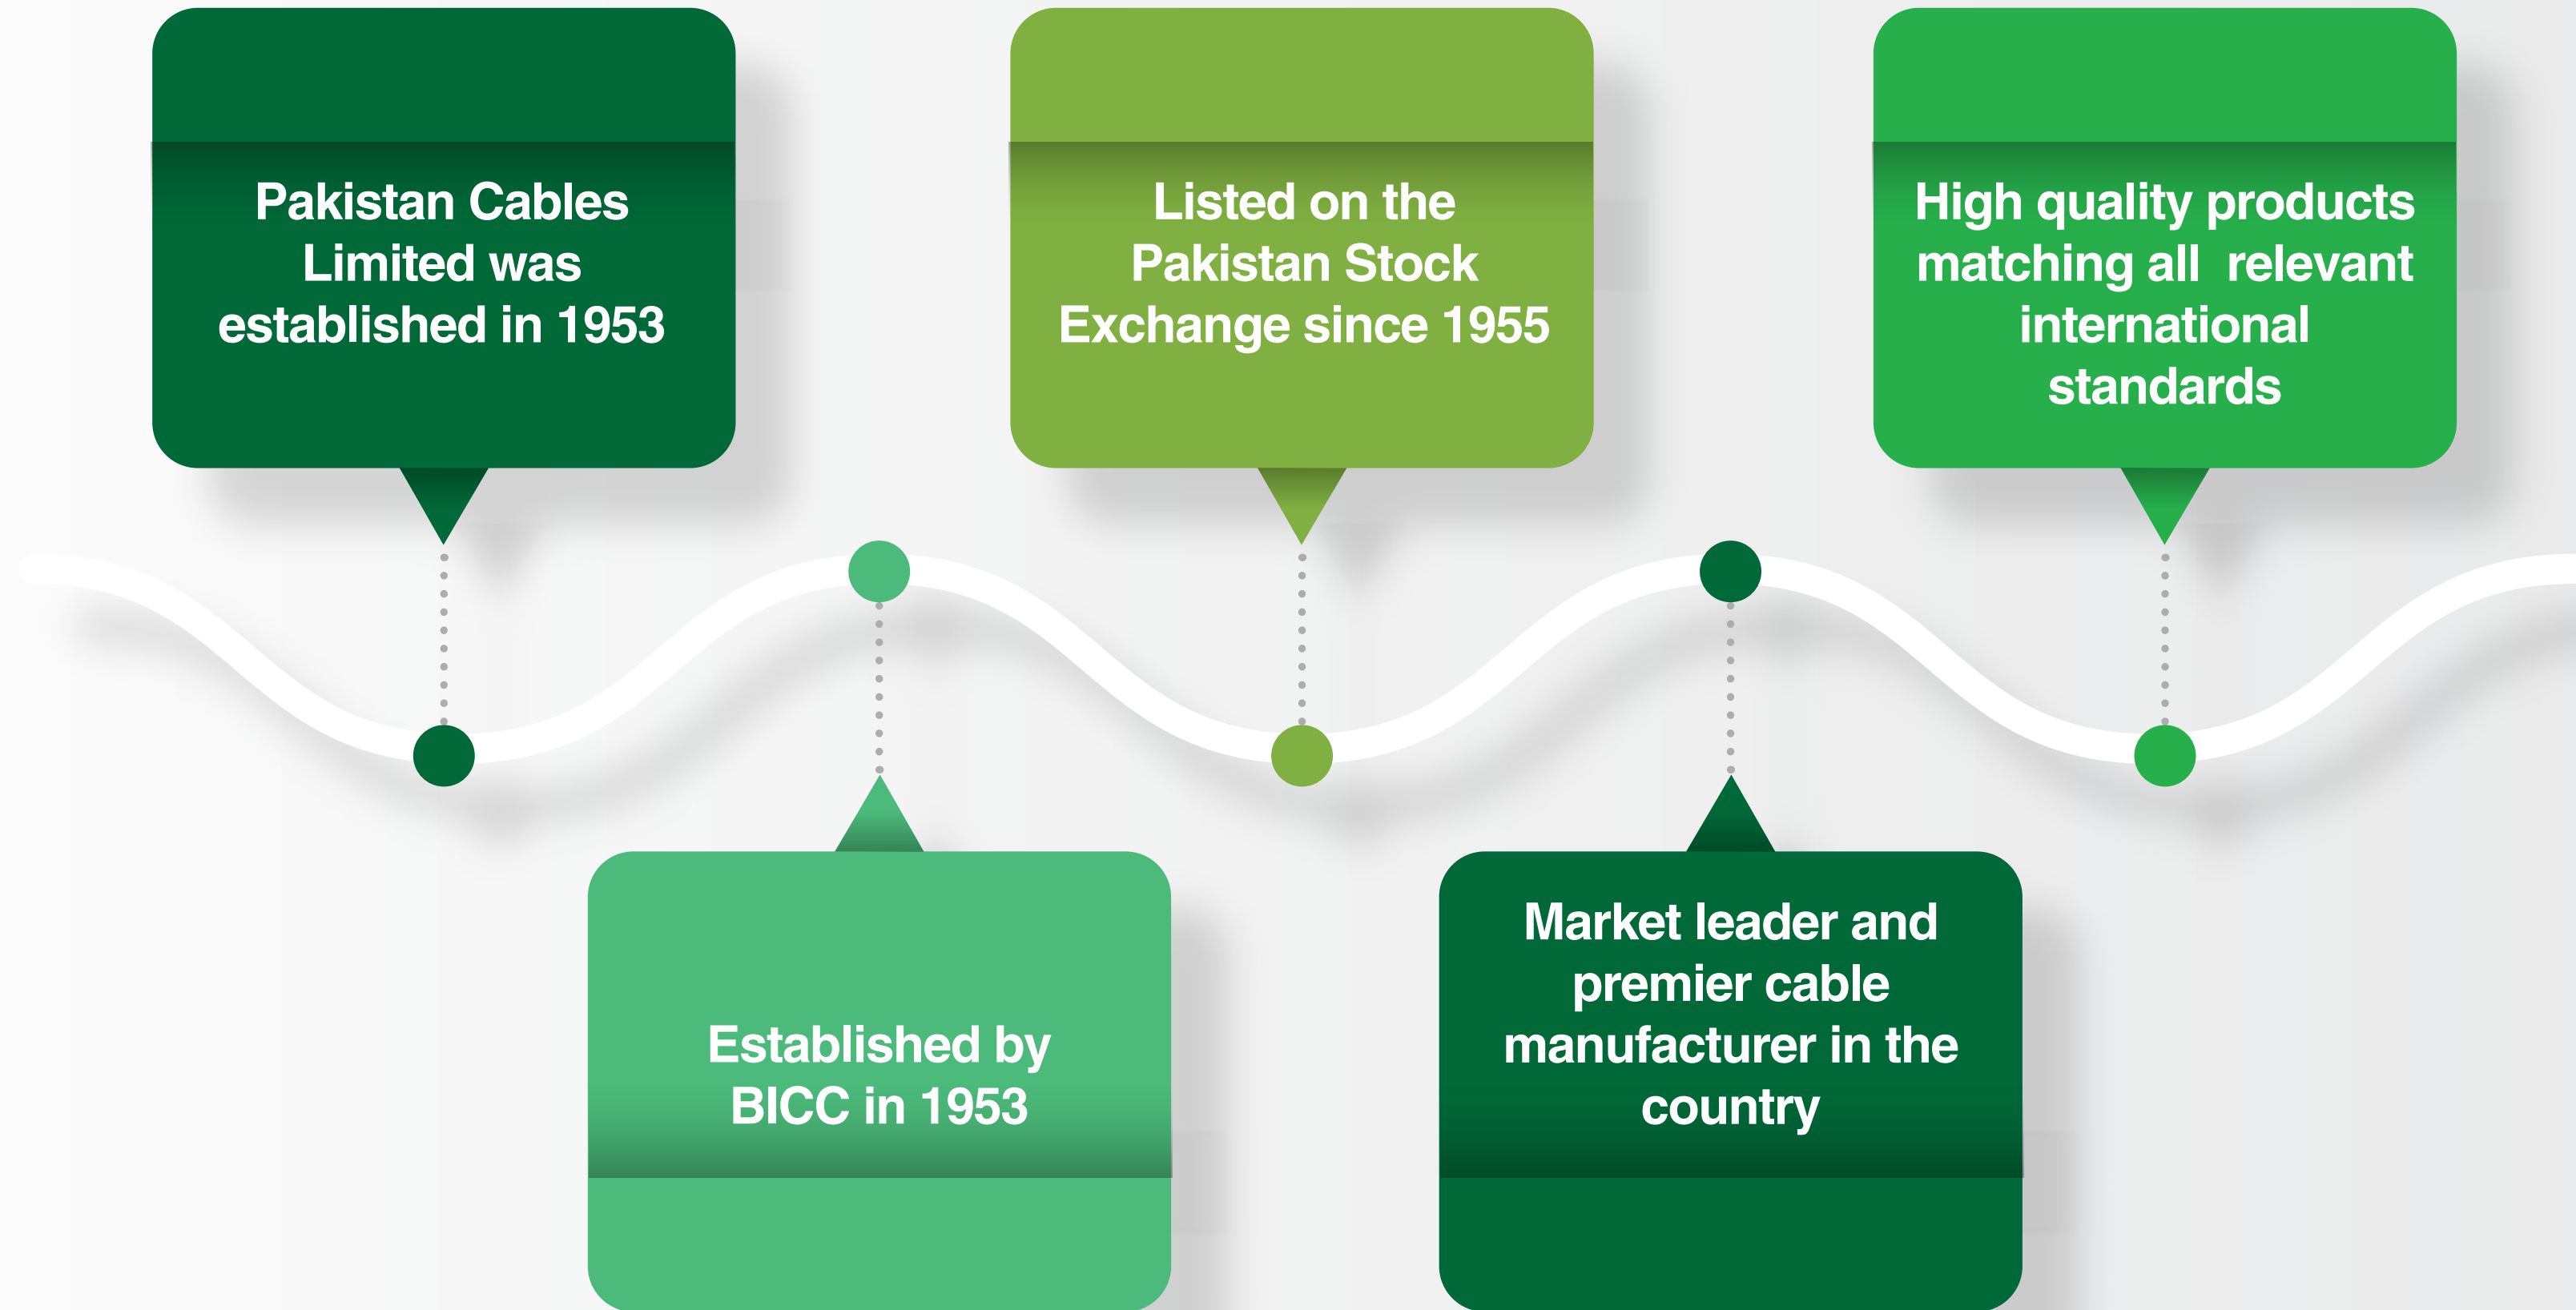 Pakistan Cables
Limited was
established in 1953
Established by
BICC in 1953
Listed on the
Pakistan Stock
Exchange since 1955
Market leader and
premier cable
manufacturer in the
country
High quality products
matching all  relevant
international
standards